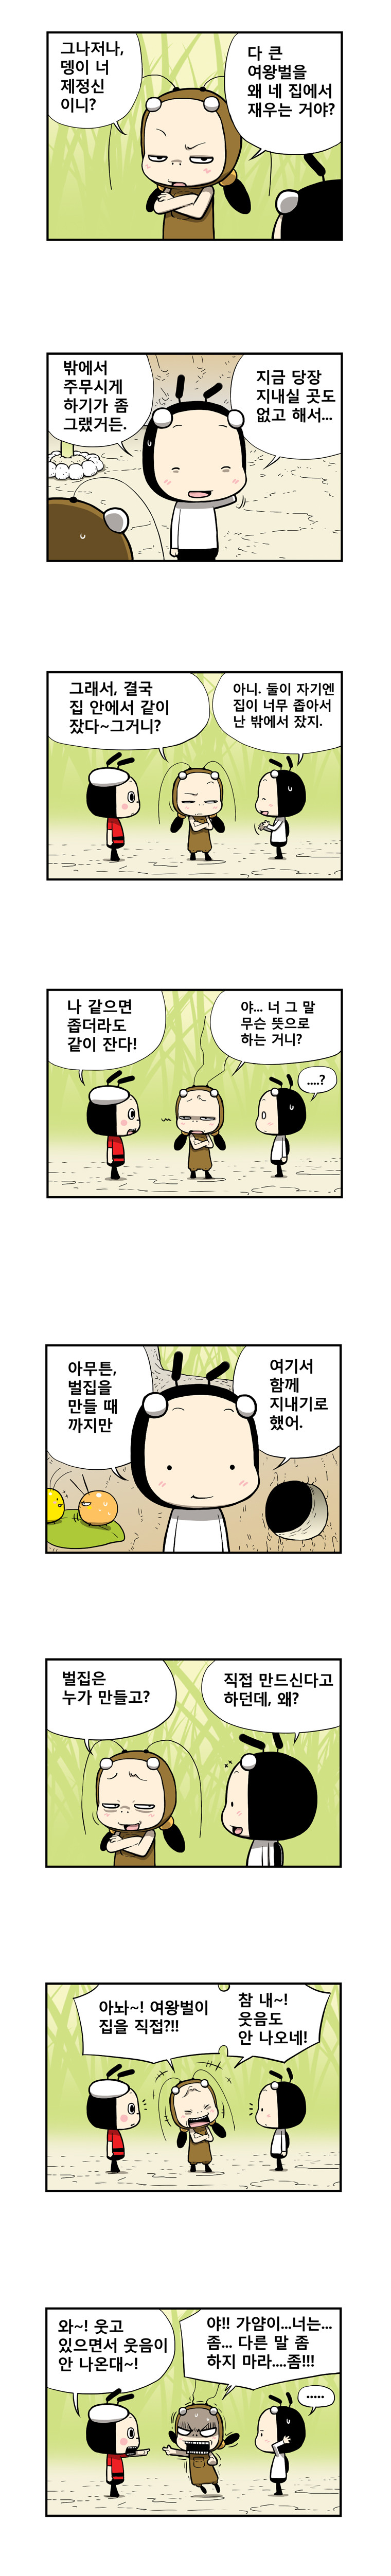 그나저나,
뎅이 너
제정신
이니?
다 큰
여왕벌을
왜 네 집에서
재우는 거야?
밖에서
주무시게
하기가 좀
그랬거든.
지금 당장
지내실 곳도
없고 해서...
그래서, 결국
집 안에서 같이
잤다~그거니?
아니. 둘이 자기엔
집이 너무 좁아서
난 밖에서 잤지.
나 같으면
좁더라도
같이 잔다!
야... 너 그 말
무슨 뜻으로
하는 거니?
....?
아무튼,
벌집을
만들 때
까지만
여기서
함께
지내기로
했어.
벌집은
누가 만들고?
직접 만드신다고
하던데, 왜?
아놔~! 여왕벌이
집을 직접?!!
참 내~!
웃음도
안 나오네!
와~! 웃고
있으면서 웃음이
안 나온대~!
야!! 가얌이...너는...
좀... 다른 말 좀
하지 마라....좀!!!
.....